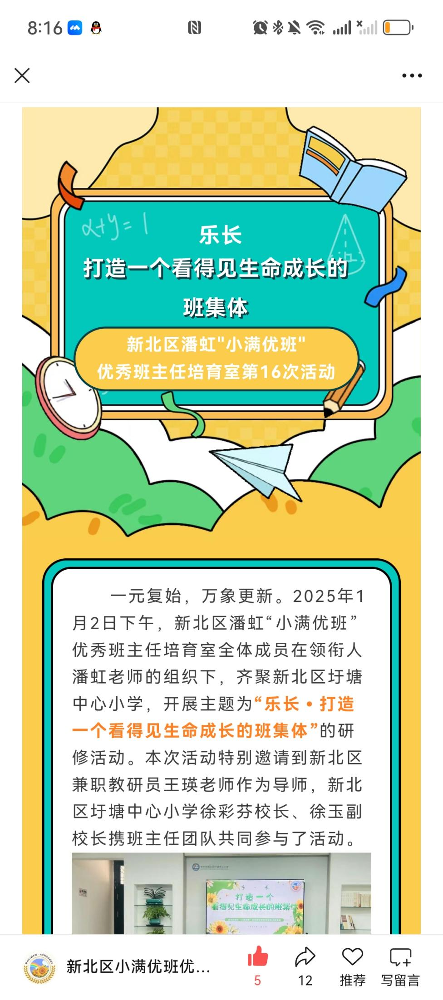 8:16
α+y=1
乐长
打造一个看得见生命成长的
班集体
新北区潘虹"小满优班"
优秀班主任培育室第16次活动
一元复始，万象更新。2025年1
月2日下午，新北区潘虹“小满优班”
优秀班主任培育室全体成员在领衔人
潘虹老师的组织下，齐聚新北区圩塘
中心小学，开展主题为“乐长•打造
一个看得见生命成长的班集体”的研
修活动。本次活动特别邀请到新北区
兼职教研员王瑛老师作为导师，新北
区圩塘中心小学徐彩芬校长、徐玉副
校长携班主任团队共同参与了活动。
乐 长
打造一个
看得见生命成长的班集体
新北区小满优班优...
5
12
推荐
写留言